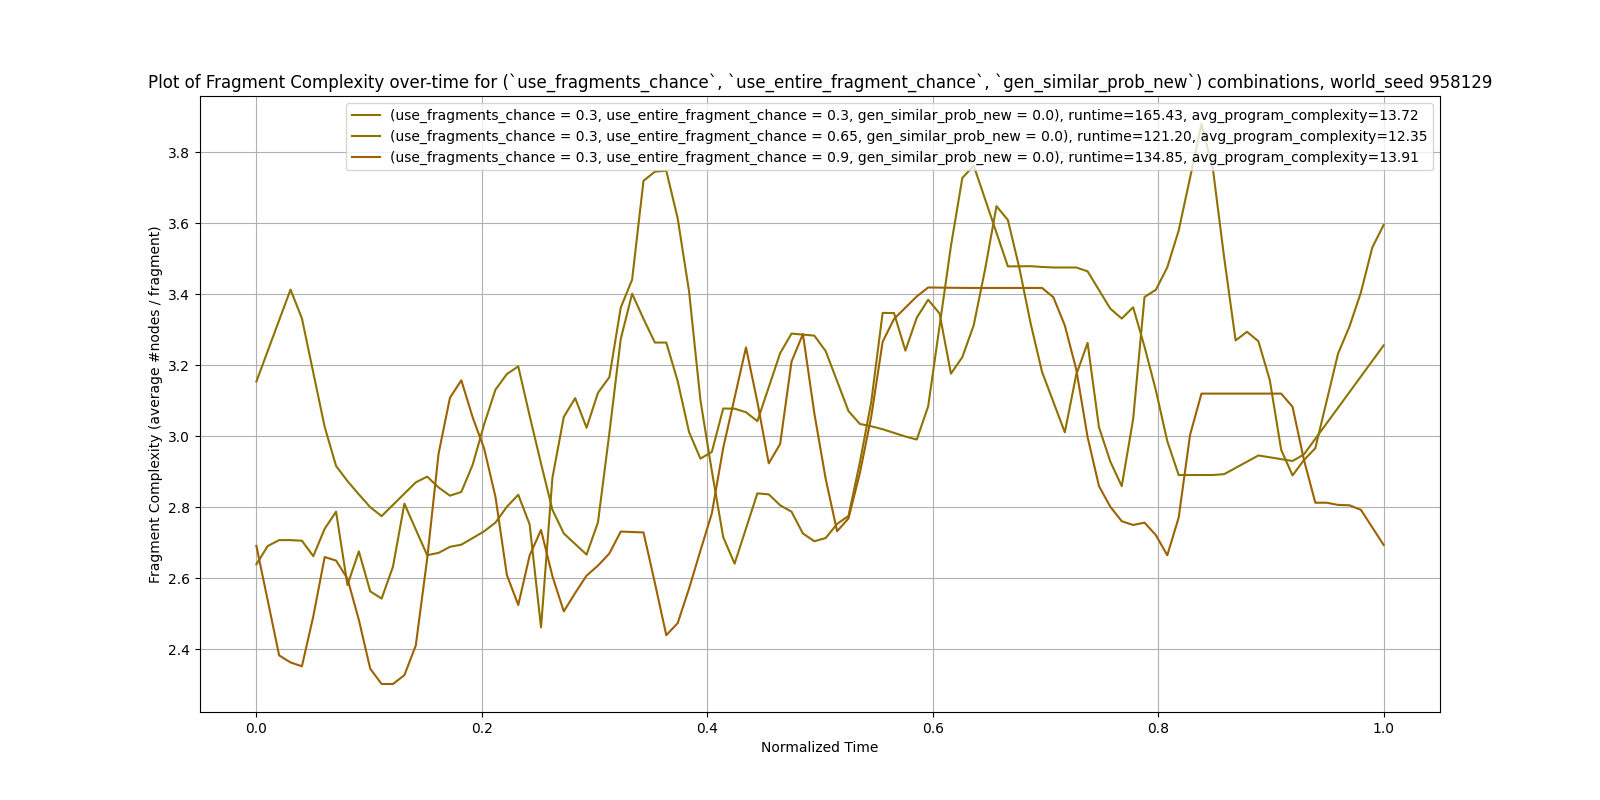 Plot of Fragment Complexity over-time for (`use_fragments_chance`, `use_entire_fragment_chance`, `gen_similar_prob_new`) combinations, world_seed 958129
(use_fragments_chance = 0.3, use_entire_fragment_chance = 0.3, gen_similar_prob_new = 0.0), runtime=165.43, avg_program_complexity=13.72
(use_fragments_chance = 0.3, use_entire_fragment_chance = 0.65, gen_similar_prob_new = 0.0), runtime=121.20, avg_program_complexity=12.35
(use_fragments_chance = 0.3, use_entire_fragment_chance = 0.9, gen_similar_prob_new = 0.0), runtime=134.85, avg_program_complexity=13.91
Fragment Complexity (average #nodes / fragment)
3.8
3.6
3.4
3.2
3.0
2.8
2.6
2.4
0.0
0.2
0.4
0.6
0.8
1.0
Normalized Time